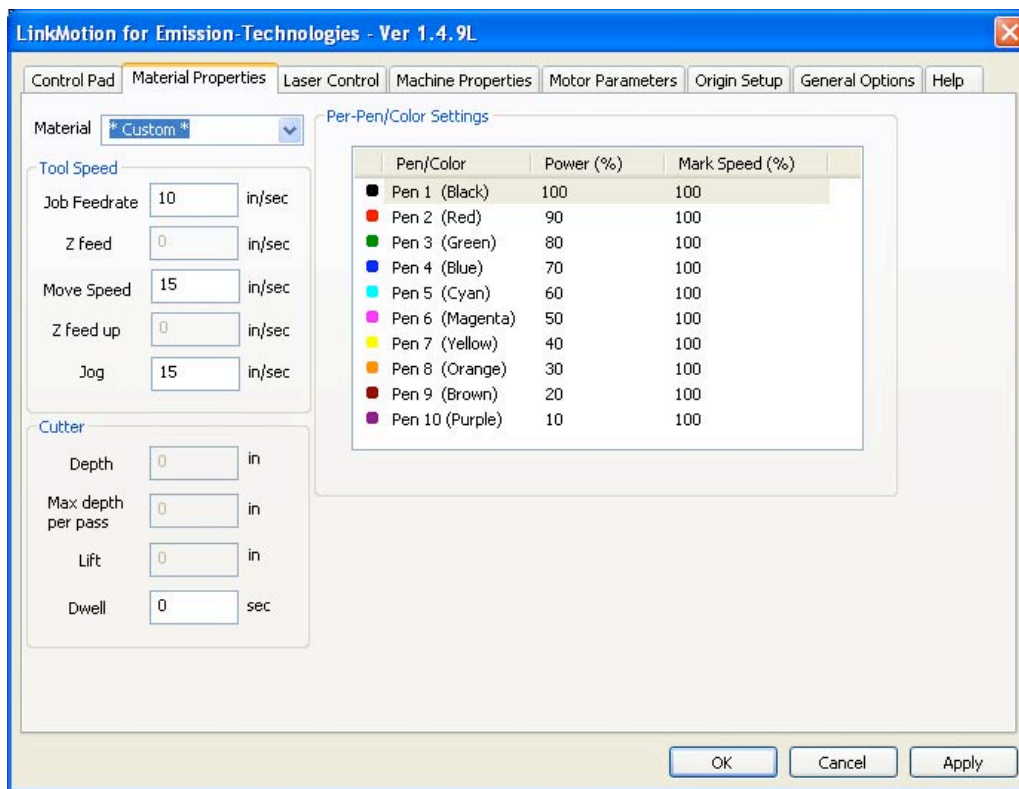 LinkMotion for Emission-Technologies - Ver 1.4.9L
Control Pad Material Properties Laser Control Machine Properties Motor Parameters Origin Setup General Options Help
Material * Custom *
Tool Speed
Job Feedrate 10 in/sec
Z feed 0 in/sec
Move Speed 15 in/sec
Z feed up 0 in/sec
Jog 15 in/sec
Cutter
Depth 0 in
Max depth
per pass 0 in
Lift 0 in
Dwell 0 sec
Per-Pen/Color Settings
Pen/Color Power (%) Mark Speed (%)
Pen 1 (Black) 100 100
Pen 2 (Red) 90 100
Pen 3 (Green) 80 100
Pen 4 (Blue) 70 100
Pen 5 (Cyan) 60 100
Pen 6 (Magenta) 50 100
Pen 7 (Yellow) 40 100
Pen 8 (Orange) 30 100
Pen 9 (Brown) 20 100
Pen 10 (Purple) 10 100
OK Cancel Apply